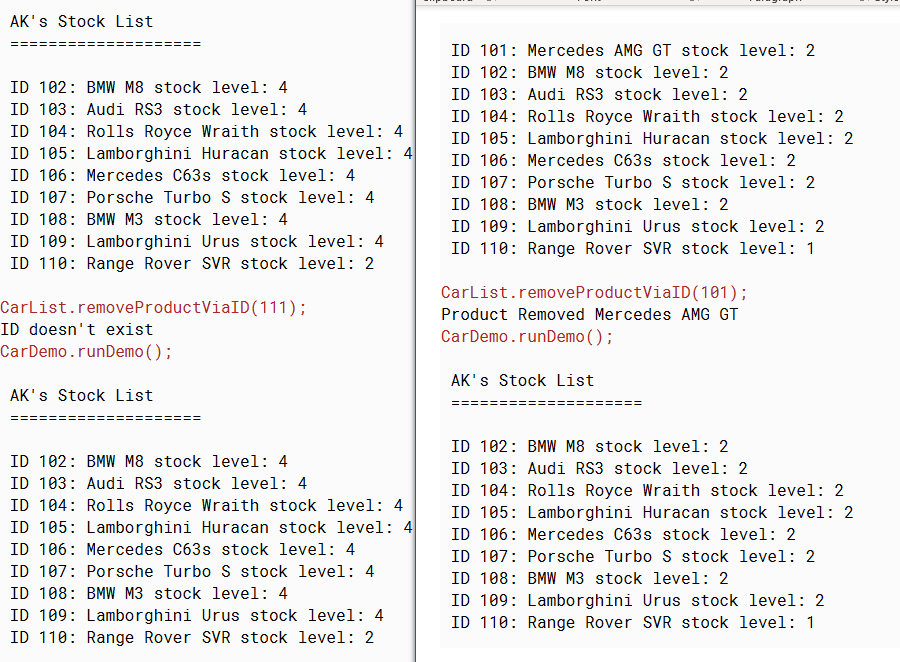 AK's Stock List
====================
ID 102: BMW M8 stock level: 4
ID 103: Audi RS3 stock level: 4
ID 104: Rolls Royce Wraith stock level: 4
ID 105: Lamborghini Huracan stock level: 4
ID 106: Mercedes C63s stock level: 4
ID 107: Porsche Turbo S stock level: 4
ID 108: BMW M3 stock level: 4
ID 109: Lamborghini Urus stock level: 4
ID 110: Range Rover SVR stock level: 2
CarList.removeProductViaID(111);
ID doesn't exist
CarDemo.runDemo();
AK's Stock List
====================
ID 102: BMW M8 stock level: 4
ID 103: Audi RS3 stock level: 4
ID 104: Rolls Royce Wraith stock level: 4
ID 105: Lamborghini Huracan stock level: 4
ID 106: Mercedes C63s stock level: 4
ID 107: Porsche Turbo S stock level: 4
ID 108: BMW M3 stock level: 4
ID 109: Lamborghini Urus stock level: 4
ID 110: Range Rover SVR stock level: 2
ID 101: Mercedes AMG GT stock level: 2
ID 102: BMW M8 stock level: 2
ID 103: Audi RS3 stock level: 2
ID 104: Rolls Royce Wraith stock level: 2
ID 105: Lamborghini Huracan stock level: 2
ID 106: Mercedes C63s stock level: 2
ID 107: Porsche Turbo S stock level: 2
ID 108: BMW M3 stock level: 2
ID 109: Lamborghini Urus stock level: 2
ID 110: Range Rover SVR stock level: 1
CarList.removeProductViaID(101);
Product Removed Mercedes AMG GT
CarDemo.runDemo();
AK's Stock List
====================
ID 102: BMW M8 stock level: 2
ID 103: Audi RS3 stock level: 2
ID 104: Rolls Royce Wraith stock level: 2
ID 105: Lamborghini Huracan stock level: 2
ID 106: Mercedes C63s stock level: 2
ID 107: Porsche Turbo S stock level: 2
ID 108: BMW M3 stock level: 2
ID 109: Lamborghini Urus stock level: 2
ID 110: Range Rover SVR stock level: 1